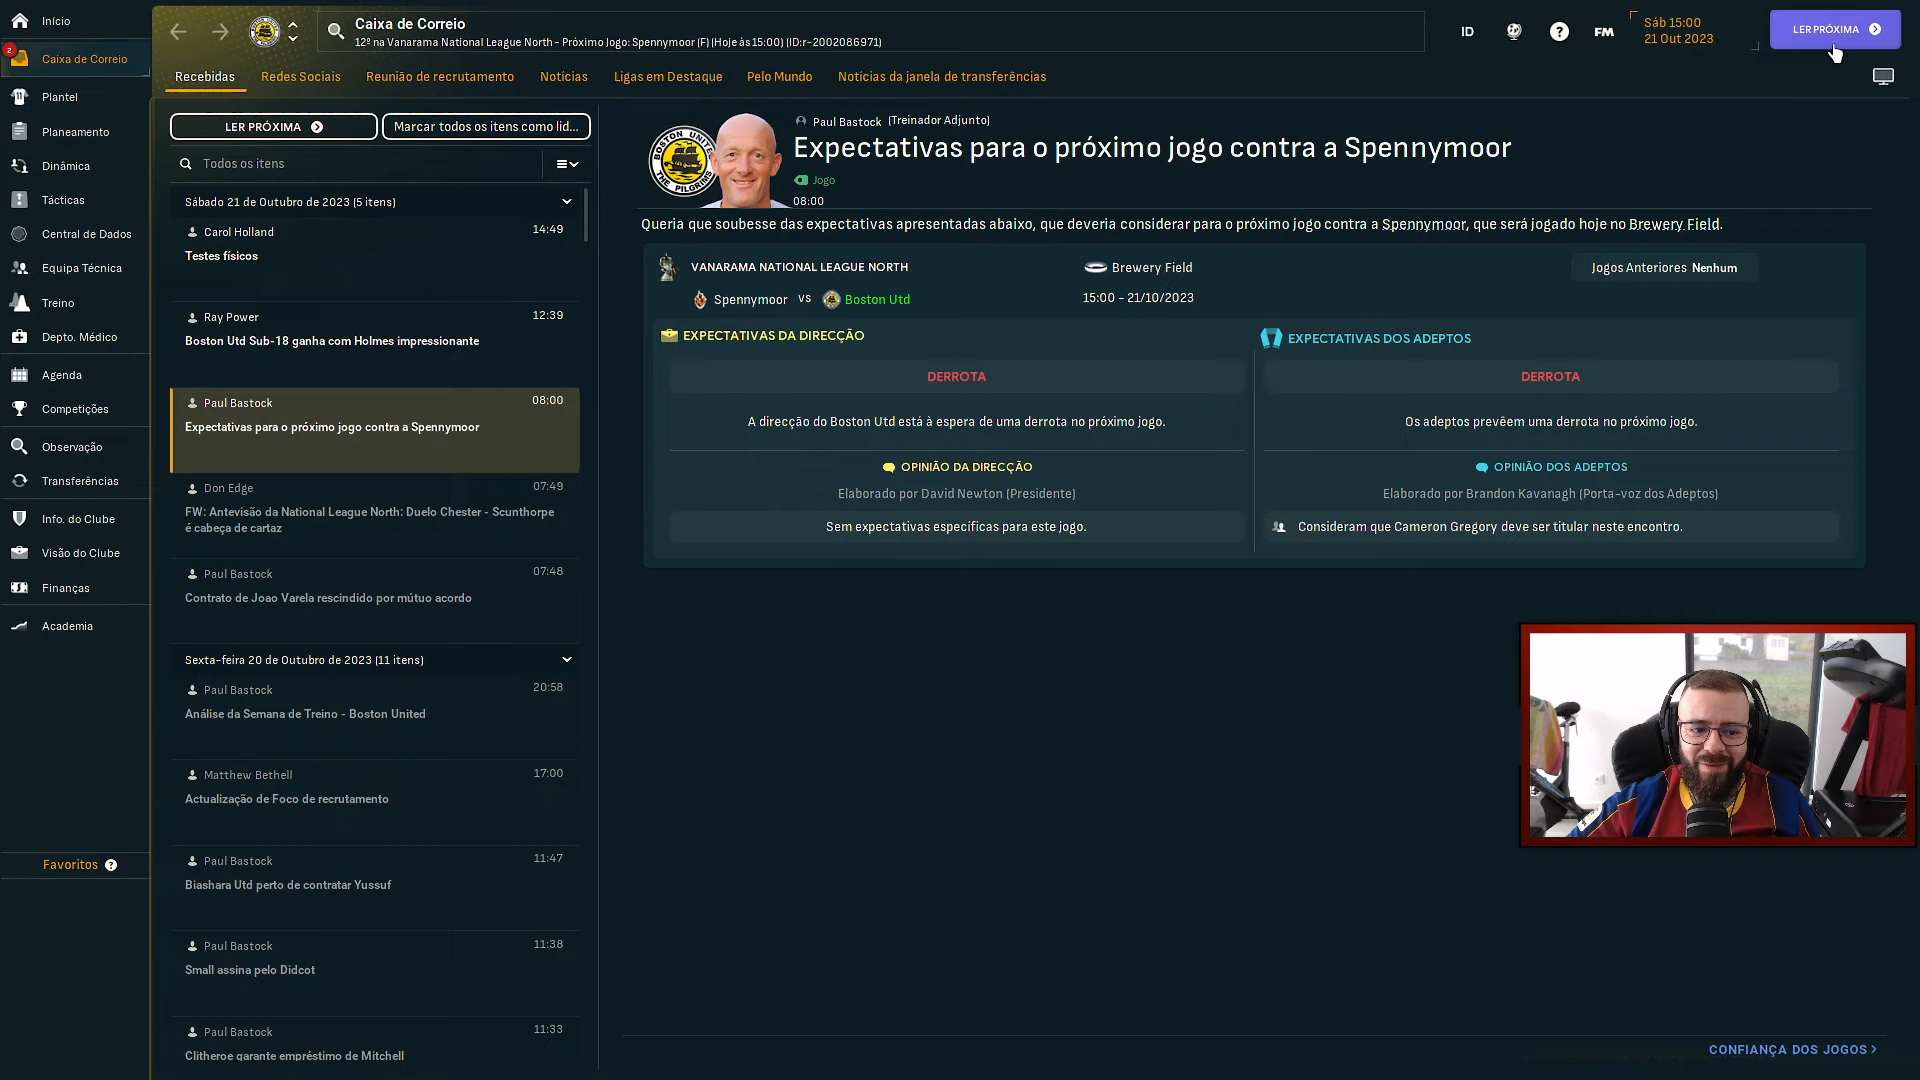 Início
Caixa de Correio
2
Plantel
Planeamento
Dinâmica
Tácticas
Central de Dados
Equipa Técnica
Treino
Depto. Médico
Agenda
Competições
Observação
Transferências
Info. do Clube
Visão do Clube
Finanças
Academia
Favoritos ?
Caixa de Correio
12º na Vanarama National League North - Próximo Jogo: Spennymoor (F) (Hoje às 15:00) (ID:r-2002086971)
ID
?
FM
Sáb 15:00
21 Out 2023
LER PRÓXIMA
Recebidas
Redes Sociais
Reunião de recrutamento
Notícias
Ligas em Destaque
Pelo Mundo
Notícias da janela de transferências
LER PRÓXIMA
Marcar todos os itens como lid...
Todos os itens
Sábado 21 de Outubro de 2023 (5 itens)
Carol Holland 14:49
Testes físicos
Ray Power 12:39
Boston Utd Sub-18 ganha com Holmes impressionante
Paul Bastock 08:00
Expectativas para o próximo jogo contra a Spennymoor
Don Edge 07:49
FW: Antevisão da National League North: Duelo Chester - Scunthorpe
é cabeça de cartaz
Paul Bastock 07:48
Contrato de Joao Varela rescindido por mútuo acordo
Sexta-feira 20 de Outubro de 2023 (11 itens)
Paul Bastock 20:58
Análise da Semana de Treino - Boston United
Matthew Bethell 17:00
Actualização de Foco de recrutamento
Paul Bastock 11:47
Biashara Utd perto de contratar Yussuf
Paul Bastock 11:38
Small assina pelo Didcot
Paul Bastock 11:33
Clitheroe garante empréstimo de Mitchell
BOSTON UNITED
THE PILGRIMS
Paul Bastock (Treinador Adjunto)
Expectativas para o próximo jogo contra a Spennymoor
Jogo
08:00
Queria que soubesse das expectativas apresentadas abaixo, que deveria considerar para o próximo jogo contra a Spennymoor, que será jogado hoje no Brewery Field.
VANARAMA NATIONAL LEAGUE NORTH
Brewery Field
Jogos Anteriores Nenhum
Spennymoor VS Boston Utd
15:00 - 21/10/2023
EXPECTATIVAS DA DIRECÇÃO
DERROTA
A direcção do Boston Utd está à espera de uma derrota no próximo jogo.
OPINIÃO DA DIRECÇÃO
Elaborado por David Newton (Presidente)
Sem expectativas específicas para este jogo.
EXPECTATIVAS DOS ADEPTOS
DERROTA
Os adeptos prevêem uma derrota no próximo jogo.
OPINIÃO DOS ADEPTOS
Elaborado por Brandon Kavanagh (Porta-voz dos Adeptos)
Consideram que Cameron Gregory deve ser titular neste encontro.
CONFIANÇA DOS JOGOS >